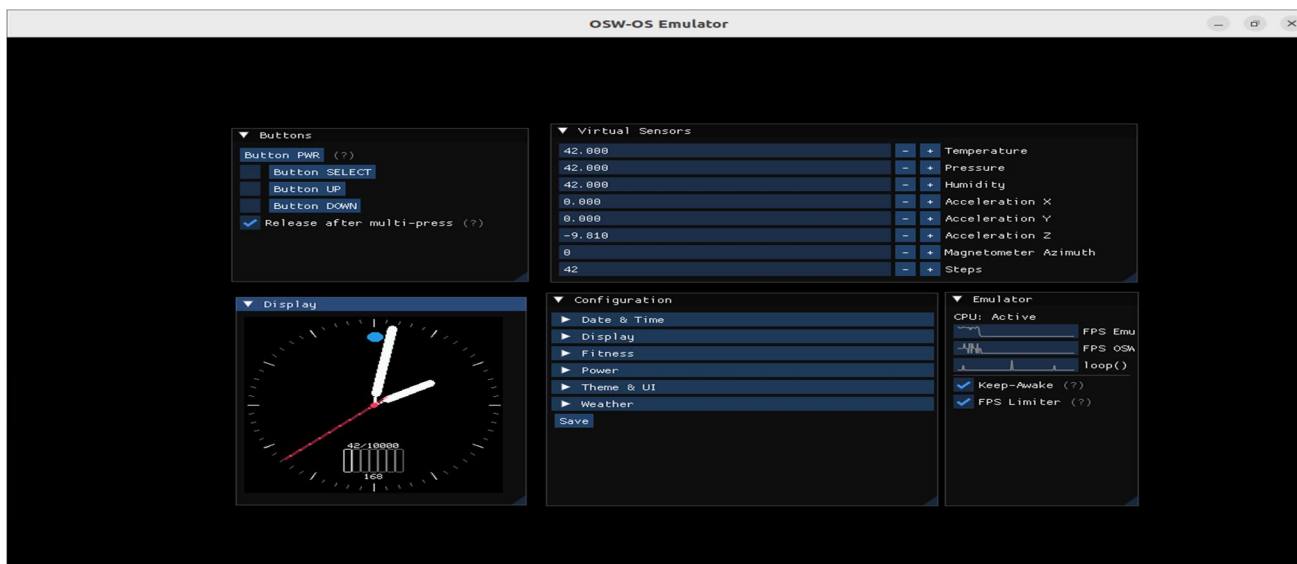 OSW-OS Emulator
Buttons
Button PWR (?)
Button SELECT
Button UP
Button DOWN
Release after multi-press (?)
Virtual Sensors
42.000 - + Temperature
42.000 - + Pressure
42.000 - + Humidity
0.000 - + Acceleration X
0.000 - + Acceleration Y
-9.810 - + Acceleration Z
0 - + Magnetometer Azimuth
42 - + Steps
Display
42/10000
168
Configuration
Date & Time
Display
Fitness
Power
Theme & UI
Weather
Save
Emulator
CPU: Active
FPS Emu
FPS OSW
loop()
Keep-Awake (?)
FPS Limiter (?)